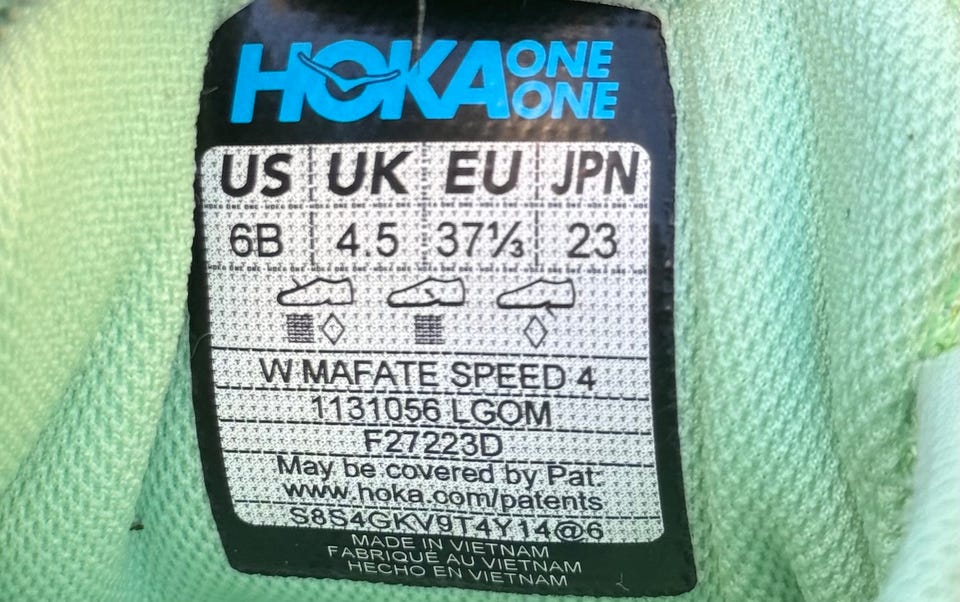 HOKA ONE ONE
US UK EU JPN
6B 4.5 37⅓ 23
W MAFATE SPEED 4
1131056 LGOM
F27223D
May be covered by Pat:
www.hoka.com/patents
S8S4GKV9T4Y14@6
MADE IN VIETNAM
FABRIQUÉ AU VIETNAM
HECHO EN VIETNAM